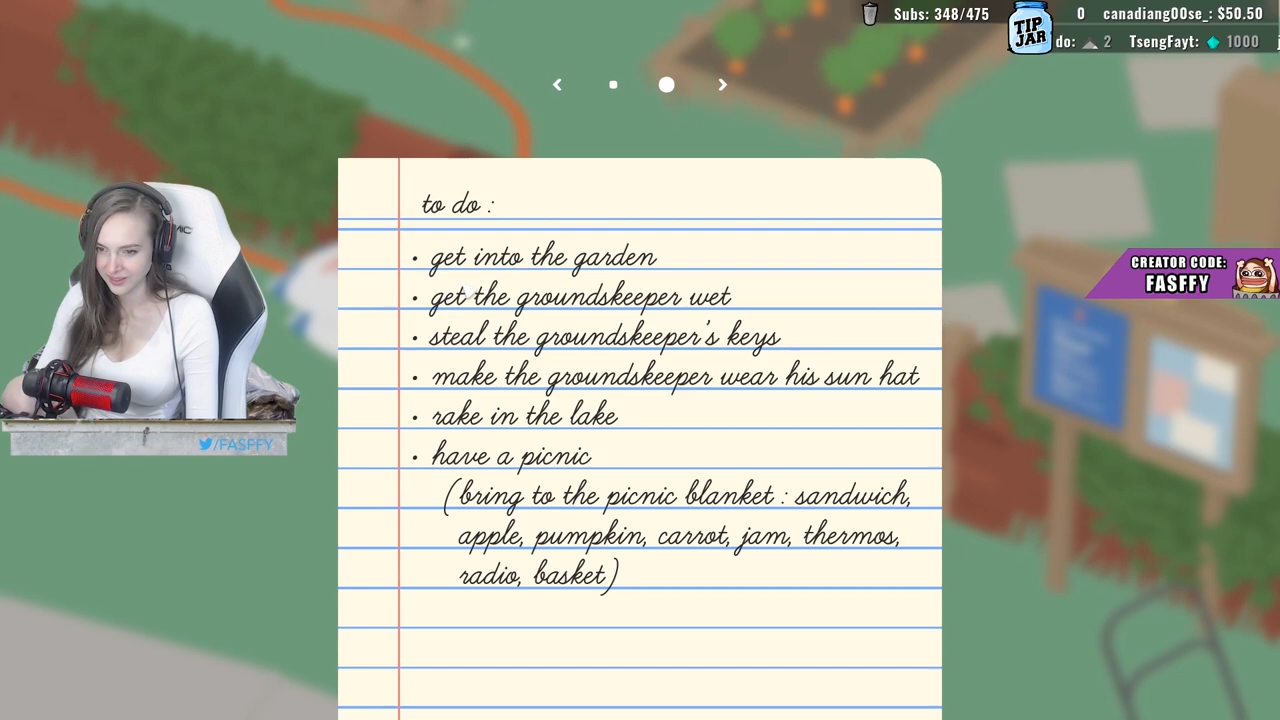 Subs: 348/475
TIP JAR
0 canadiang00se_: $50.50
do: 2 TsengFayt: 1000
to do :
• get into the garden
• get the groundskeeper wet
• steal the groundskeeper's keys
• make the groundskeeper wear his sun hat
• rake in the lake
• have a picnic
(bring to the picnic blanket : sandwich,
apple, pumpkin, carrot, jam, thermos,
radio, basket)
CREATOR CODE:
FASFFY
/FASFFY